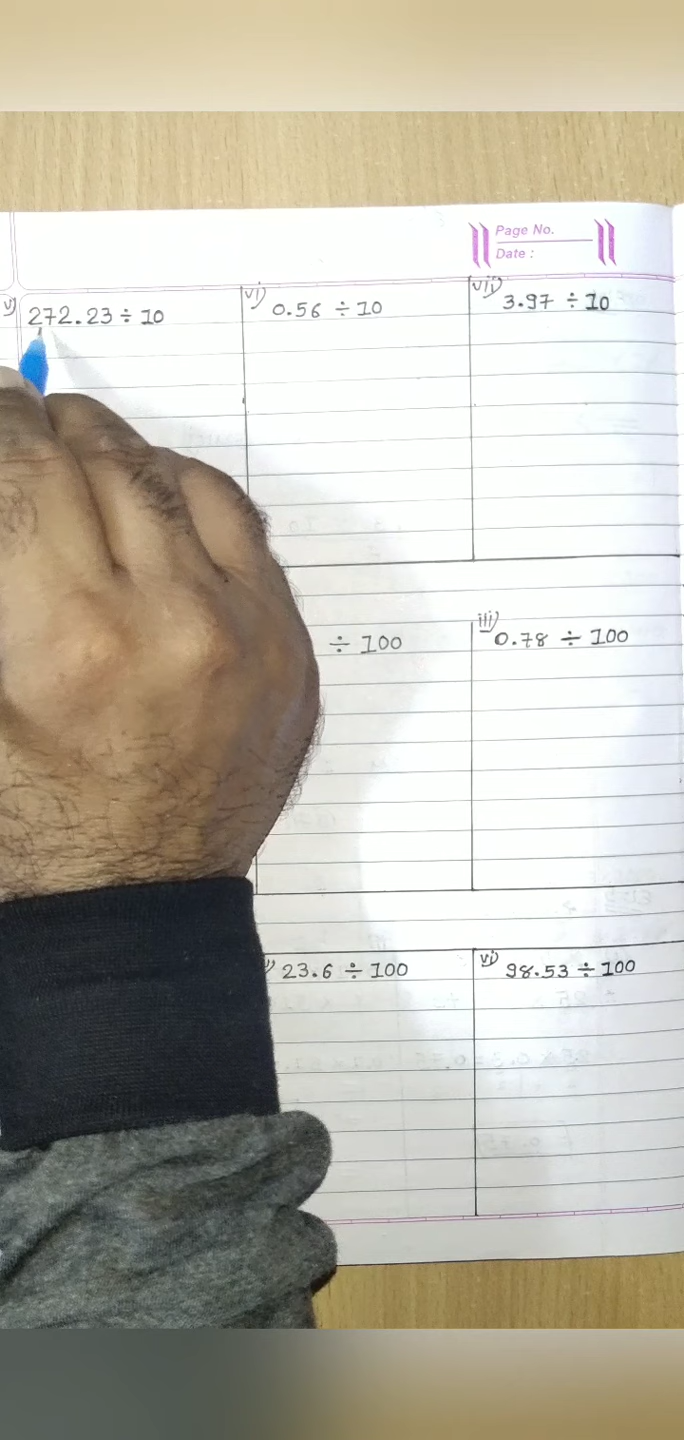 Page No.
Date :
v) 272.23 ÷ 10
vi) 0.56 ÷ 10
vii) 3.97 ÷ 10
÷ 100
iii) 0.78 ÷ 100
23.6 ÷ 100
vi) 98.53 ÷ 100